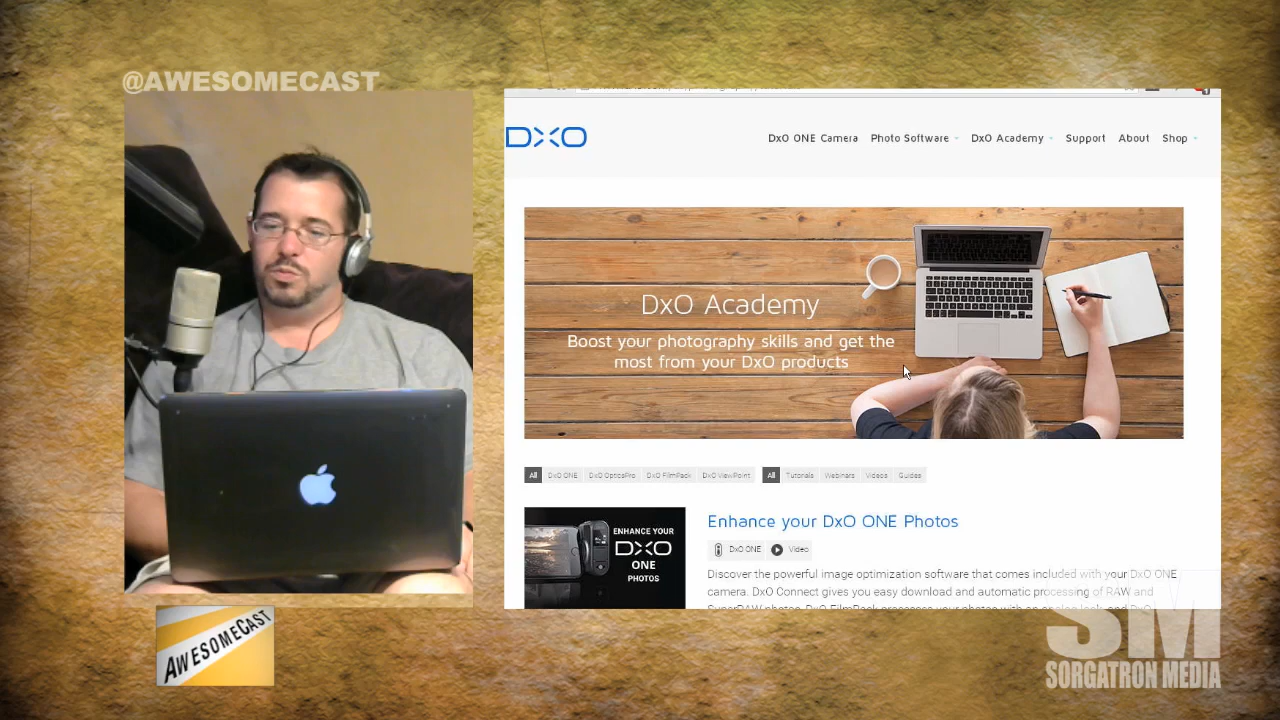 @AWESOMECAST
DXO
DxO ONE Camera Photo Software DxO Academy Support About Shop
DxO Academy
Boost your photography skills and get the
most from your DxO products
All DxO ONE DxO OpticsPro DxO FilmPack DxO ViewPoint All Tutorials Webinars Videos Guides
ENHANCE YOUR
DXO
ONE
PHOTOS
Enhance your DxO ONE Photos
DxO ONE Video
Discover the powerful image optimization software that comes included with your DxO ONE
camera. DxO Connect gives you easy download and automatic processing of RAW and
AWESOMECAST
SM
SORGATRON MEDIA